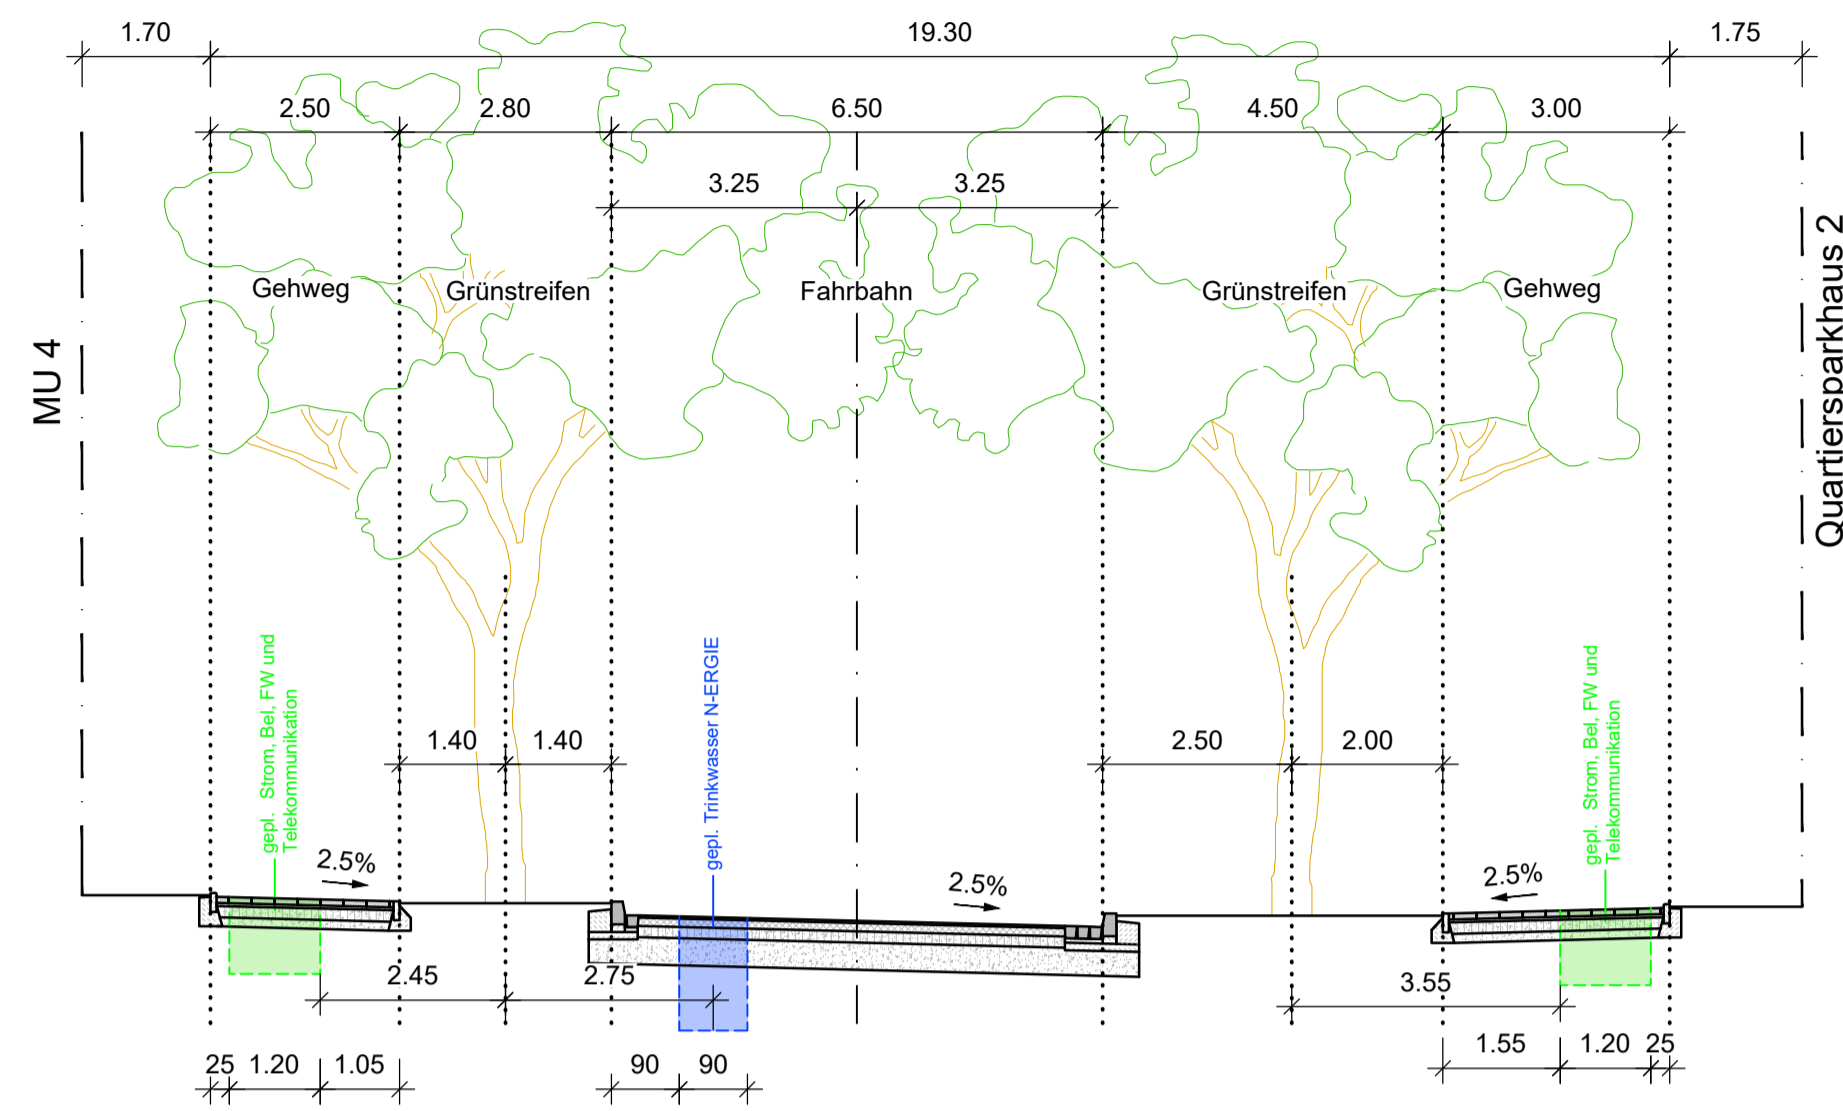 1.70
19.30
1.75
2.50
2.80
6.50
4.50
3.00
3.25
3.25
Gehweg
Grünstreifen
Fahrbahn
Grünstreifen
Gehweg
MU 4
Quartiersparkhaus 2
gepl. Strom, Bel, FW und
Telekommunikation
gepl. Trinkwasser N-ERGIE
gepl. Strom, Bel, FW und
Telekommunikation
1.40
1.40
2.50
2.00
2.5%
2.5%
2.5%
2.45
2.75
3.55
25
1.20
1.05
90
90
1.55
1.20
25